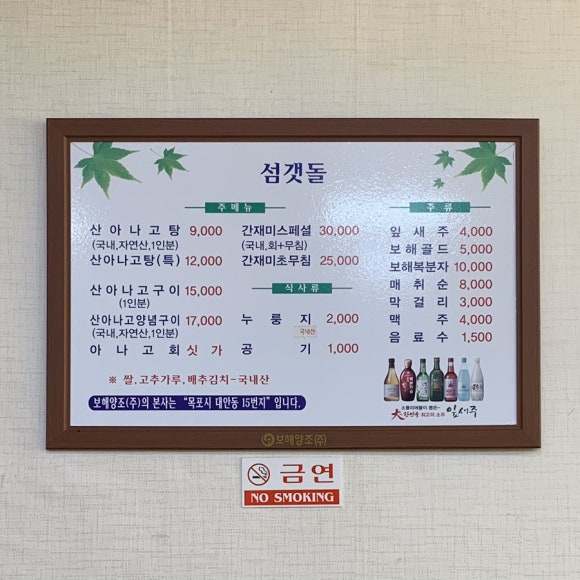 섬갯돌
주메뉴
산아나고탕 9,000
(국내,자연산,1인분)
산아나고탕(특) 12,000
산아나고구이 15,000
(1인분)
산아나고양념구이 17,000
(국내,자연산,1인분)
아나고회 싯가
간재미스페셜 30,000
(국내,회+무침)
간재미초무침 25,000
식사류
누룽지 2,000
국내산
공기 1,000
주류
잎새주 4,000
보해골드 5,000
보해복분자 10,000
매취순 8,000
막걸리 3,000
맥주 4,000
음료수 1,500
※ 쌀,고추가루,배추김치-국내산
보해양조(주)의 본사는 "목포시 대안동 15번지"입니다.
최고의 소주 잎새주
보해양조(주)
금연
NO SMOKING